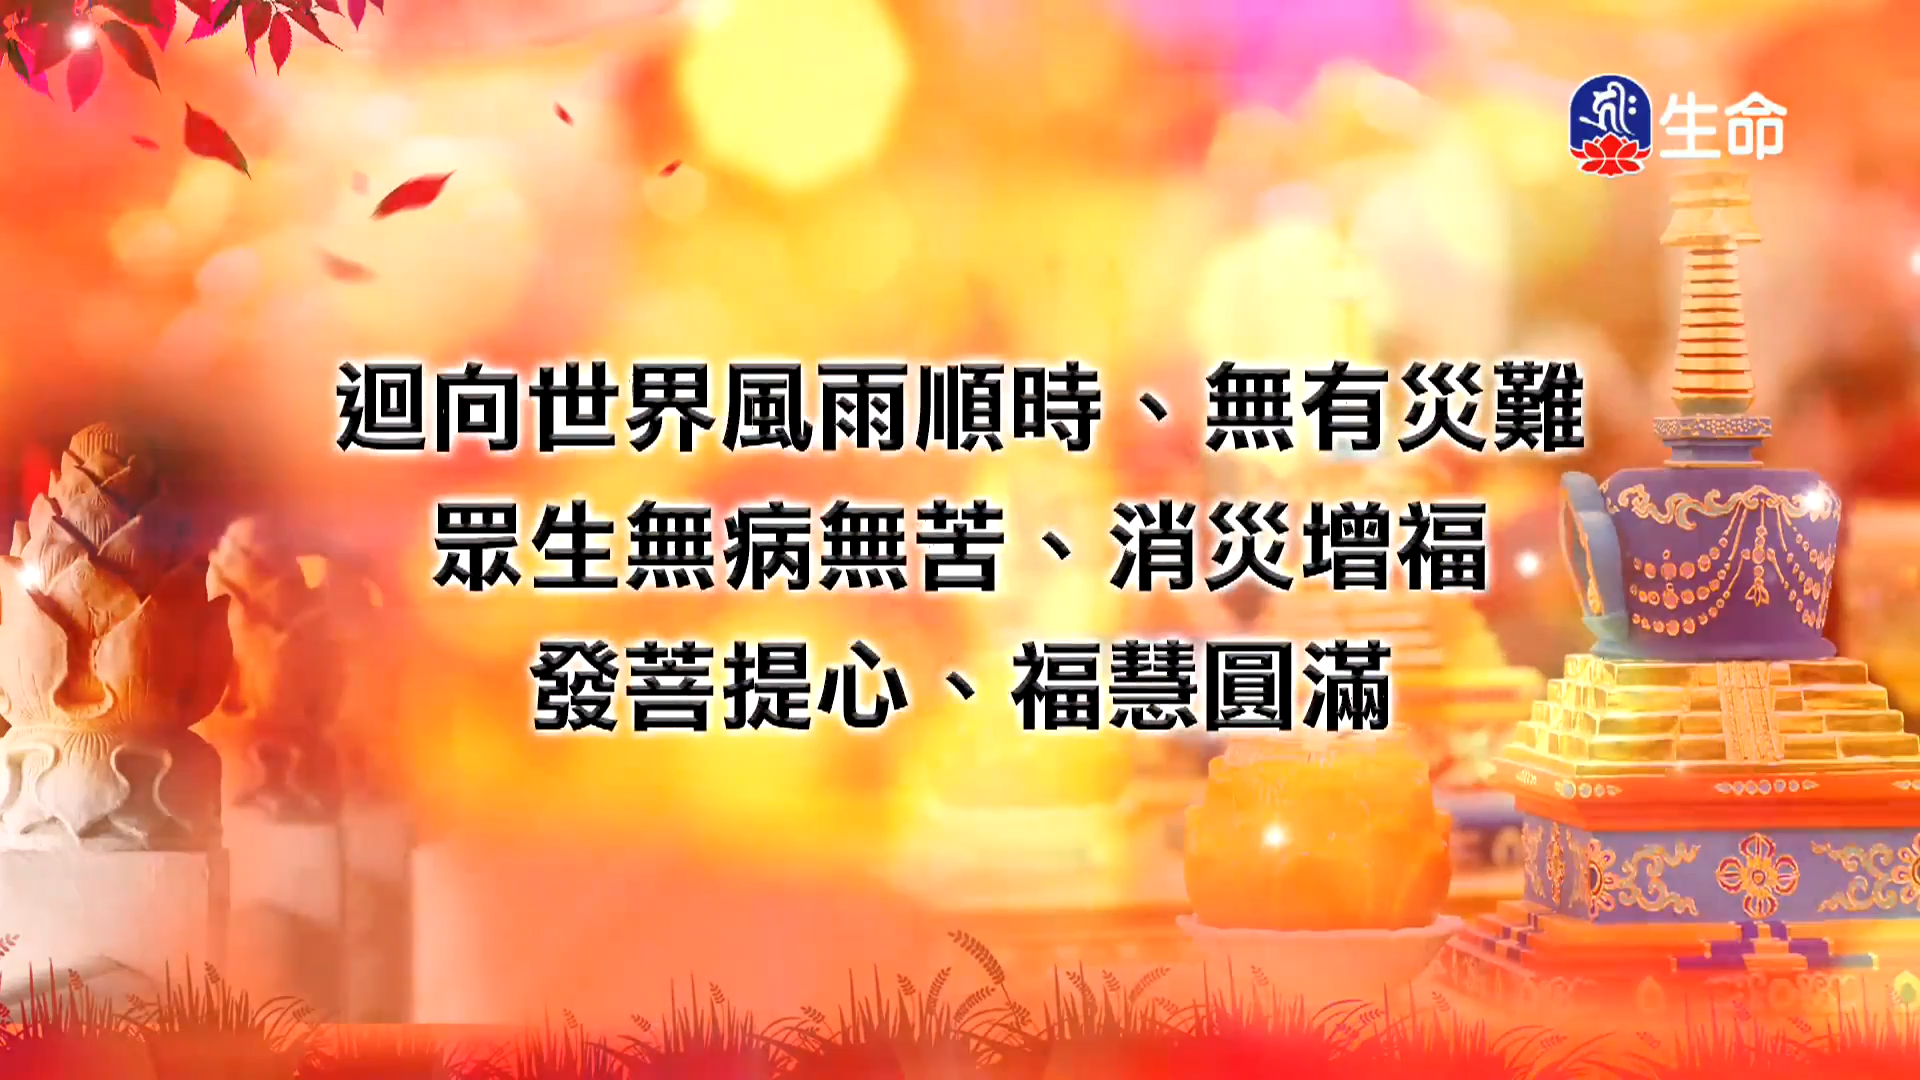 生命
迴向世界風雨順時、無有災難
眾生無病無苦、消災增福
發菩提心、福慧圓滿